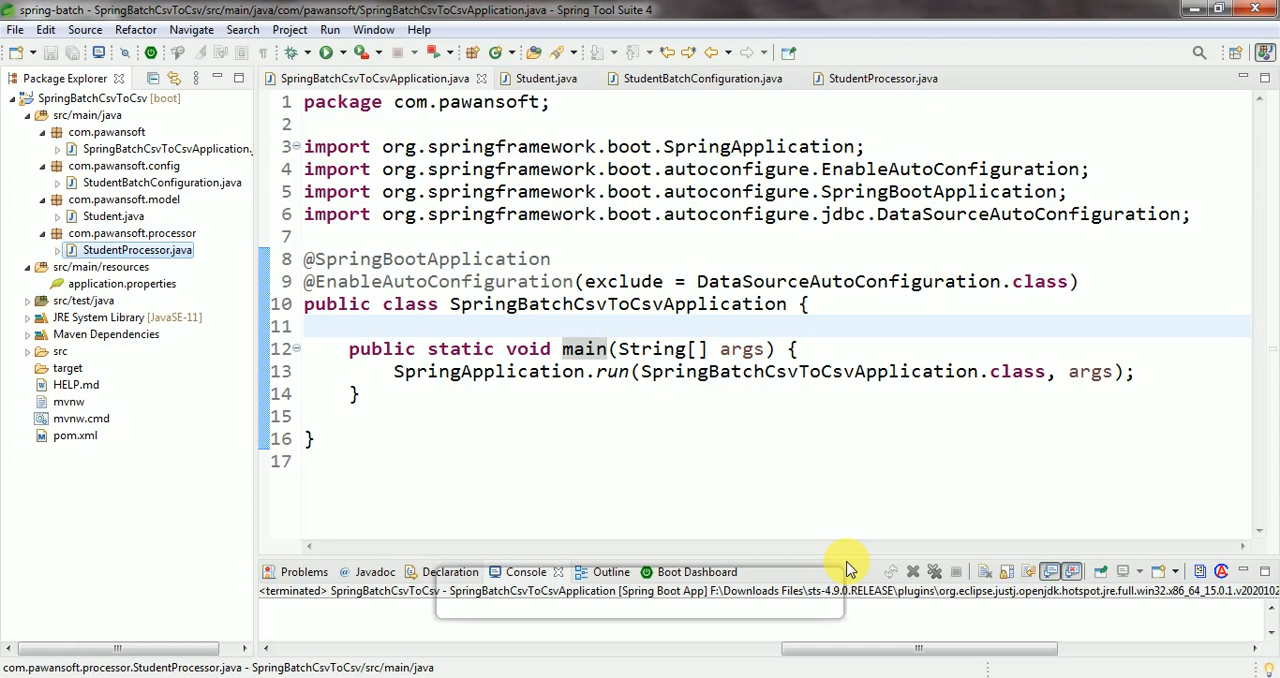 spring-batch - SpringBatchCsvToCsv/src/main/java/com/pawansoft/SpringBatchCsvToCsvApplication.java - Spring Tool Suite 4
File Edit Source Refactor Navigate Search Project Run Window Help
Package Explorer
SpringBatchCsvToCsv [boot]
src/main/java
com.pawansoft
SpringBatchCsvToCsvApplication.
com.pawansoft.config
StudentBatchConfiguration.java
com.pawansoft.model
Student.java
com.pawansoft.processor
StudentProcessor.java
src/main/resources
application.properties
src/test/java
JRE System Library [JavaSE-11]
Maven Dependencies
src
target
HELP.md
mvnw
mvnw.cmd
pom.xml
SpringBatchCsvToCsvApplication.java Student.java StudentBatchConfiguration.java StudentProcessor.java
1 package com.pawansoft;
2
3 import org.springframework.boot.SpringApplication;
4 import org.springframework.boot.autoconfigure.EnableAutoConfiguration;
5 import org.springframework.boot.autoconfigure.SpringBootApplication;
6 import org.springframework.boot.autoconfigure.jdbc.DataSourceAutoConfiguration;
7
8 @SpringBootApplication
9 @EnableAutoConfiguration(exclude = DataSourceAutoConfiguration.class)
10 public class SpringBatchCsvToCsvApplication {
11
12 public static void main(String[] args) {
13 SpringApplication.run(SpringBatchCsvToCsvApplication.class, args);
14 }
15
16 }
17
Problems Javadoc Declaration Console Outline Boot Dashboard
<terminated> SpringBatchCsvToCsv - SpringBatchCsvToCsvApplication [Spring Boot App] F:\Downloads Files\sts-4.9.0.RELEASE\plugins\org.eclipse.justj.openjdk.hotspot.jre.full.win32.x86_64_15.0.1.v2020102
com.pawansoft.processor.StudentProcessor.java - SpringBatchCsvToCsv/src/main/java